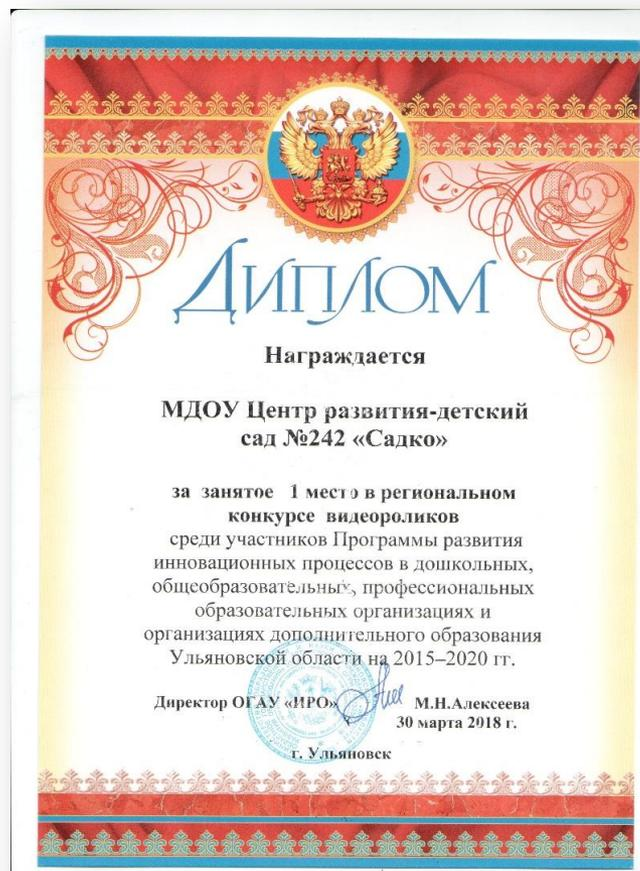 ДИПЛОМ
Награждается
МДОУ Центр развития-детский
сад №242 «Садко»
за занятое 1 место в региональном
конкурсе видеороликов
среди участников Программы развития
инновационных процессов в дошкольных,
общеобразовательных, профессиональных
образовательных организациях и
организациях дополнительного образования
Ульяновской области на 2015–2020 гг.
Директор ОГАУ «ИРО» М.Н.Алексеева
30 марта 2018 г.
г. Ульяновск